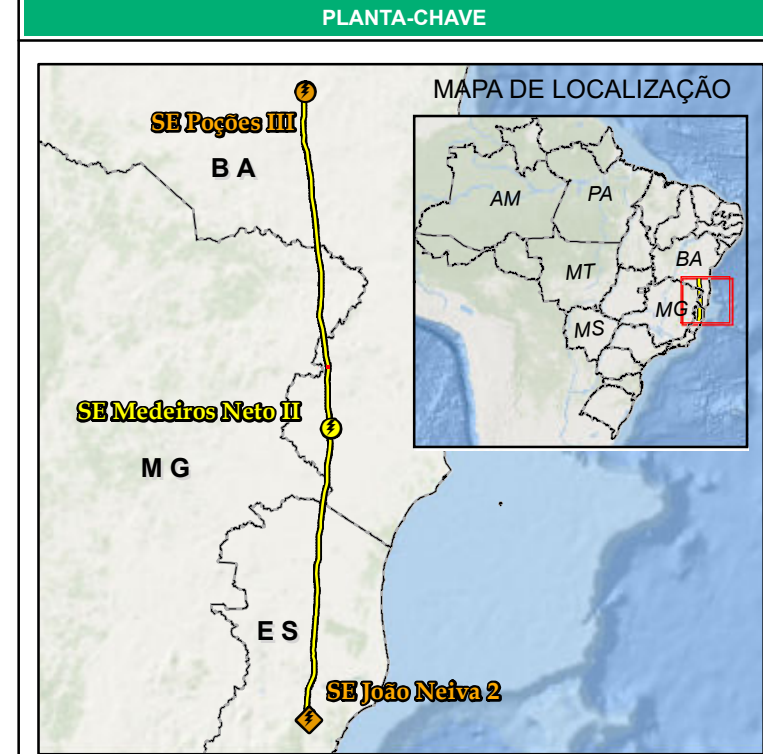 PLANTA-CHAVE
MAPA DE LOCALIZAÇÃO
SE Poções III
B A
AM
PA
BA
MT
MG
MS
SE Medeiros Neto II
M G
E S
SE João Neiva 2